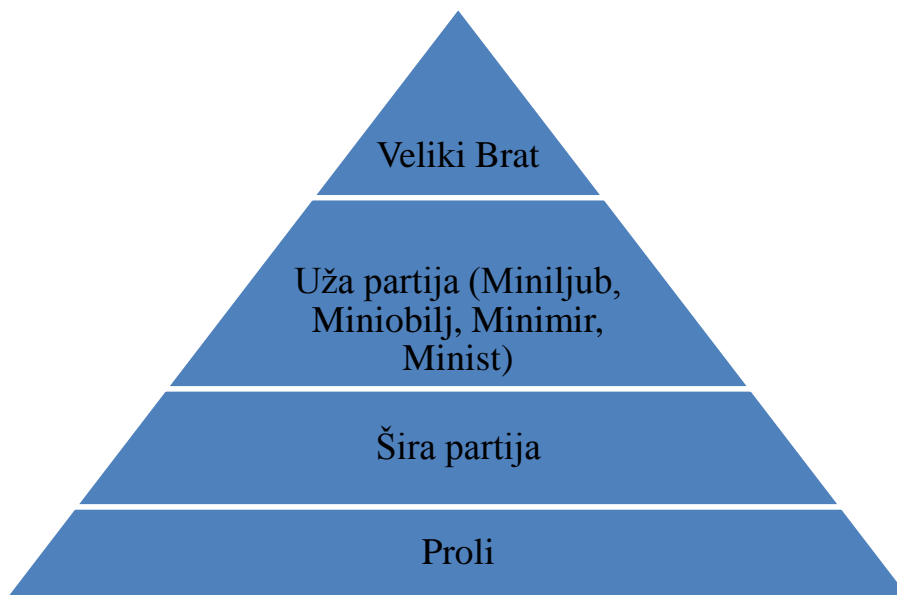 Veliki Brat
Uža partija (Miniljub,
Miniobilj, Minimir,
Minist)
Šira partija
Proli